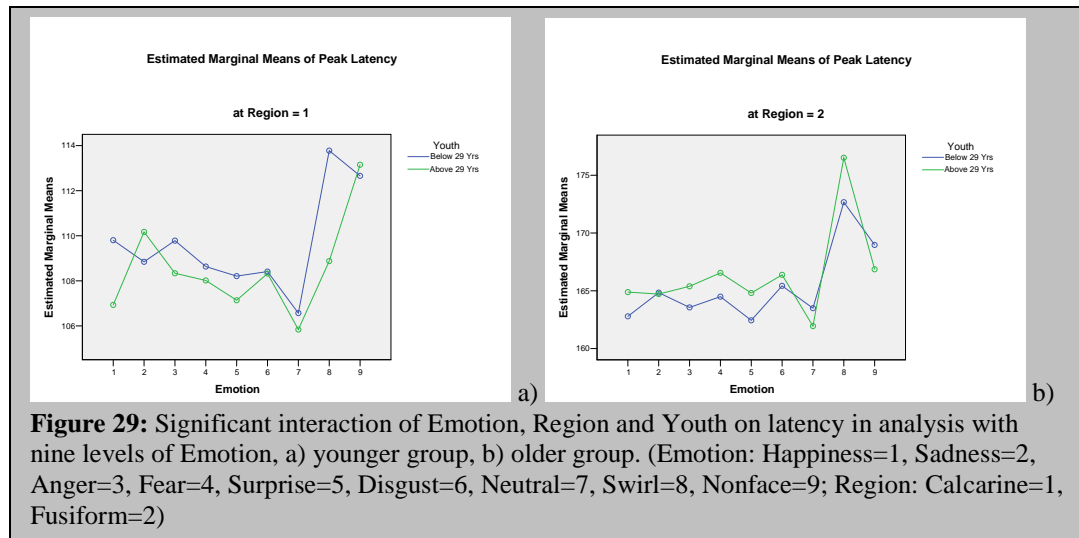 Estimated Marginal Means of Peak Latency
at Region = 1
Estimated Marginal Means
114
112
110
108
106
1 2 3 4 5 6 7 8 9
Emotion
Youth
Below 29 Yrs
Above 29 Yrs
a)
Estimated Marginal Means of Peak Latency
at Region = 2
Estimated Marginal Means
175
170
165
160
1 2 3 4 5 6 7 8 9
Emotion
Youth
Below 29 Yrs
Above 29 Yrs
b)
Figure 29: Significant interaction of Emotion, Region and Youth on latency in analysis with
nine levels of Emotion, a) younger group, b) older group. (Emotion: Happiness=1, Sadness=2,
Anger=3, Fear=4, Surprise=5, Disgust=6, Neutral=7, Swirl=8, Nonface=9; Region: Calcarine=1,
Fusiform=2)